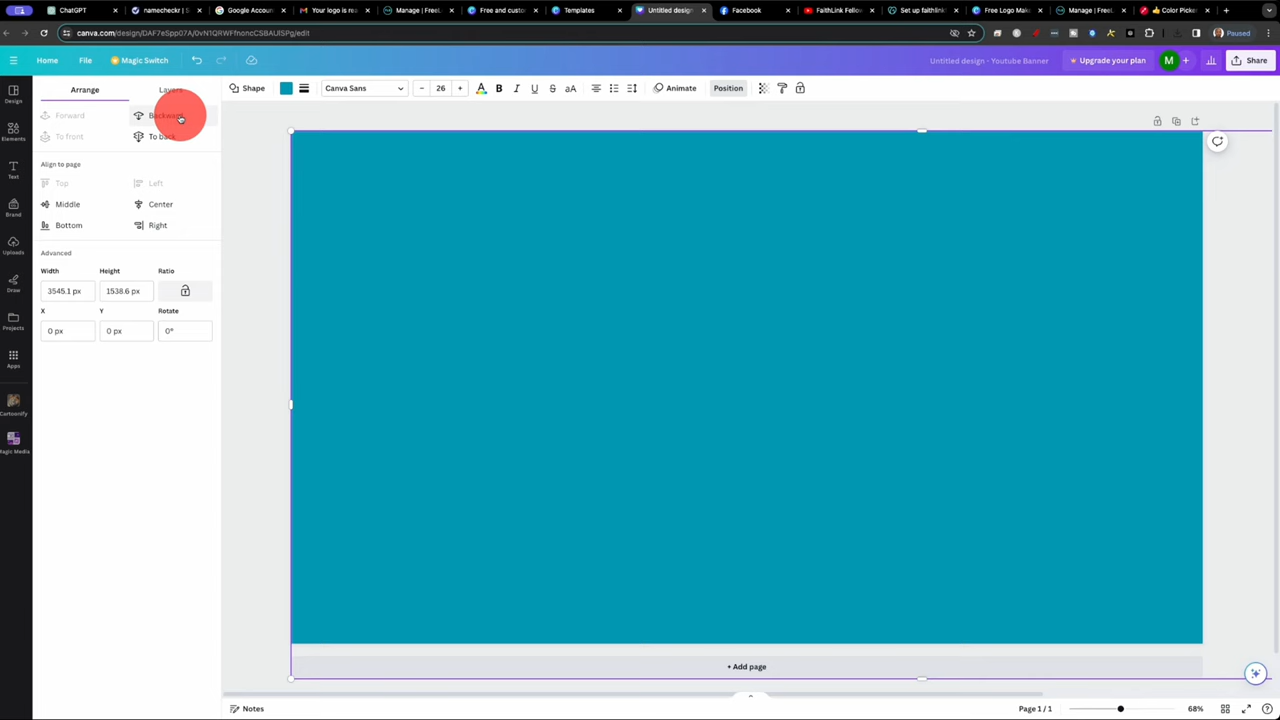 ChatGPT
namecheckr | S
Google Accoun
Your logo is rea
Manage | FreeL
Free and custom
Templates
Untitled design
Facebook
FaithLink Fellow
Set up faithlink
Free Logo Make
Manage | FreeL
Color Picker
canva.com/design/DAF7eSpp07A/0vN1QRWFfnoncCSBAUISPg/edit
Paused
Home
File
Magic Switch
Untitled design - Youtube Banner
Upgrade your plan
M
Share
Arrange
Layers
Shape
Canva Sans
26
B
I
U
S
aA
Animate
Position
Design
Elements
Text
Brand
Uploads
Draw
Projects
Apps
Cartoonify
Magic Media
Forward
Backward
To front
To back
Align to page
Top
Left
Middle
Center
Bottom
Right
Advanced
Width
Height
Ratio
3545.1 px
1538.6 px
X
Y
Rotate
0 px
0 px
0°
+ Add page
Notes
Page 1 / 1
68%